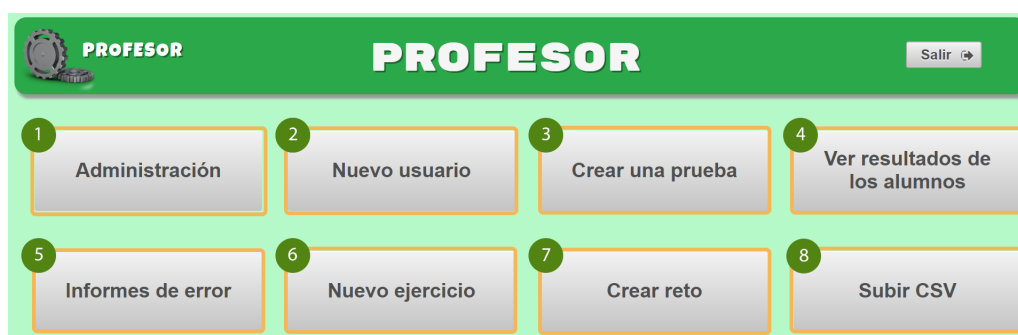 PROFESOR
PROFESOR
Salir
1
Administración
2
Nuevo usuario
3
Crear una prueba
4
Ver resultados de
los alumnos
5
Informes de error
6
Nuevo ejercicio
7
Crear reto
8
Subir CSV